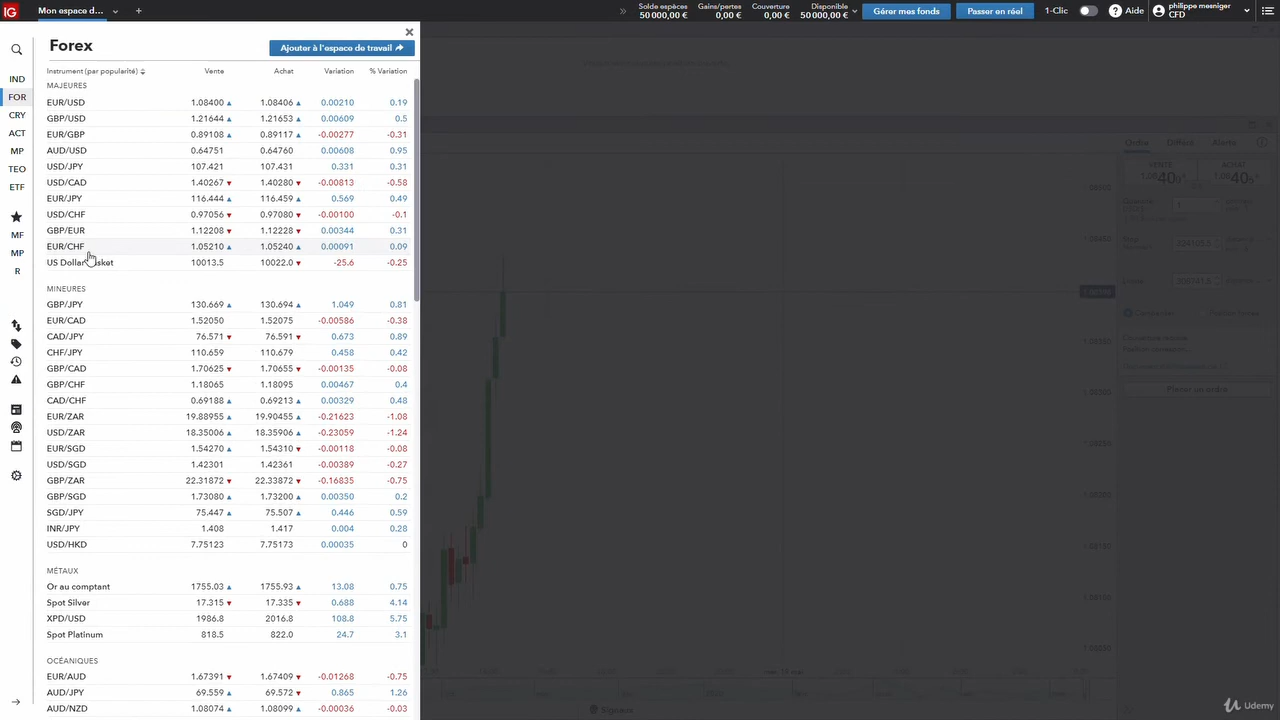 IG Mon espace d... Solde espèces 50 000,00 € Gains/pertes 0,00 € Couverture 0,00 € Disponible 50 000,00 € Gérer mes fonds Passer en réel 1-Clic Aide philippe mesniger CFD
Forex
Ajouter à l'espace de travail
Instrument (par popularité) Vente Achat Variation % Variation
IND
FOR
CRY
ACT
MP
TEO
ETF
MF
MP
R
MAJEURES
EUR/USD 1.08400 1.08406 0.00210 0.19
GBP/USD 1.21644 1.21653 0.00609 0.5
EUR/GBP 0.89108 0.89117 -0.00277 -0.31
AUD/USD 0.64751 0.64760 0.00608 0.95
USD/JPY 107.421 107.431 0.331 0.31
USD/CAD 1.40267 1.40280 -0.00813 -0.58
EUR/JPY 116.444 116.459 0.569 0.49
USD/CHF 0.97056 0.97080 -0.00100 -0.1
GBP/EUR 1.12208 1.12228 0.00344 0.31
EUR/CHF 1.05210 1.05240 0.00091 0.09
US Dollar Basket 10013.5 10022.0 -25.6 -0.25
MINEURES
GBP/JPY 130.669 130.694 1.049 0.81
EUR/CAD 1.52050 1.52075 -0.00586 -0.38
CAD/JPY 76.571 76.591 0.673 0.89
CHF/JPY 110.659 110.679 0.458 0.42
GBP/CAD 1.70625 1.70655 -0.00135 -0.08
GBP/CHF 1.18065 1.18095 0.00467 0.4
CAD/CHF 0.69188 0.69213 0.00329 0.48
EUR/ZAR 19.88955 19.90455 -0.21623 -1.08
USD/ZAR 18.35006 18.35906 -0.23059 -1.24
EUR/SGD 1.54270 1.54310 -0.00118 -0.08
USD/SGD 1.42301 1.42361 -0.00389 -0.27
GBP/ZAR 22.31872 22.33872 -0.16835 -0.75
GBP/SGD 1.73080 1.73200 0.00350 0.2
SGD/JPY 75.447 75.507 0.446 0.59
INR/JPY 1.408 1.417 0.004 0.28
USD/HKD 7.75123 7.75173 0.00035 0
MÉTAUX
Or au comptant 1755.03 1755.93 13.08 0.75
Spot Silver 17.315 17.335 0.688 4.14
XPD/USD 1986.8 2016.8 108.8 5.75
Spot Platinum 818.5 822.0 24.7 3.1
OCÉANIQUES
EUR/AUD 1.67391 1.67409 -0.01268 -0.75
AUD/JPY 69.559 69.572 0.865 1.26
AUD/NZD 1.08074 1.08099 -0.00036 -0.03
Ordre Alerte
VENTE ACHAT
Placer un ordre
Signaux
Udemy